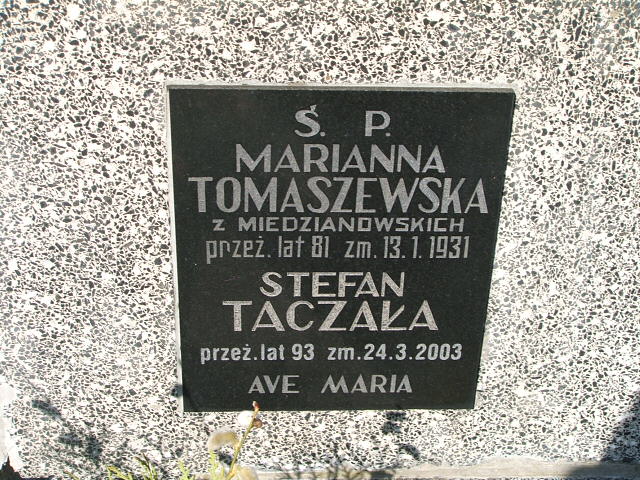 Ś. P.
MARIANNA
TOMASZEWSKA
Z MIEDZIANOWSKICH
przeż. lat 81 zm. 13.1.1931
STEFAN
TACZAŁA
przeż. lat 93 zm. 24.3.2003
AVE MARIA